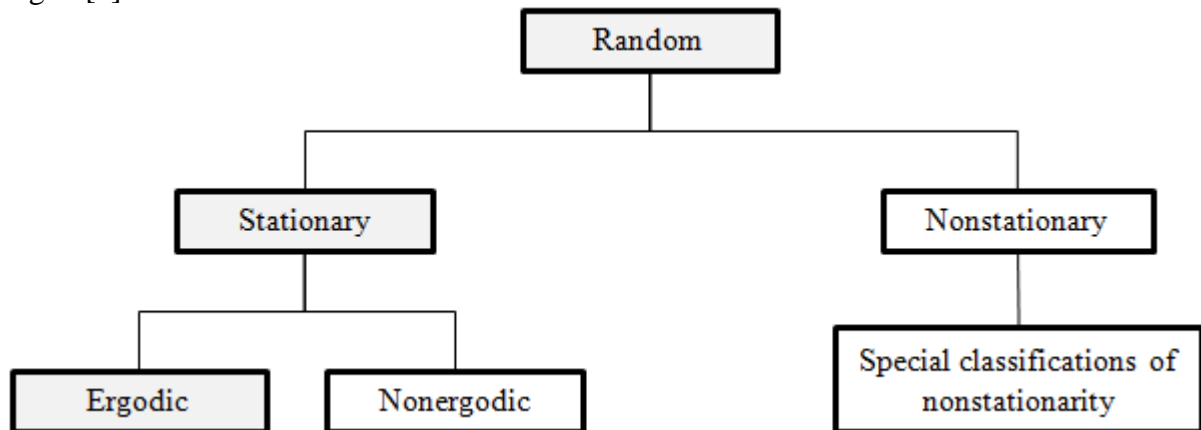 Random
Stationary
Nonstationary
Ergodic
Nonergodic
Special classifications of
nonstationarity